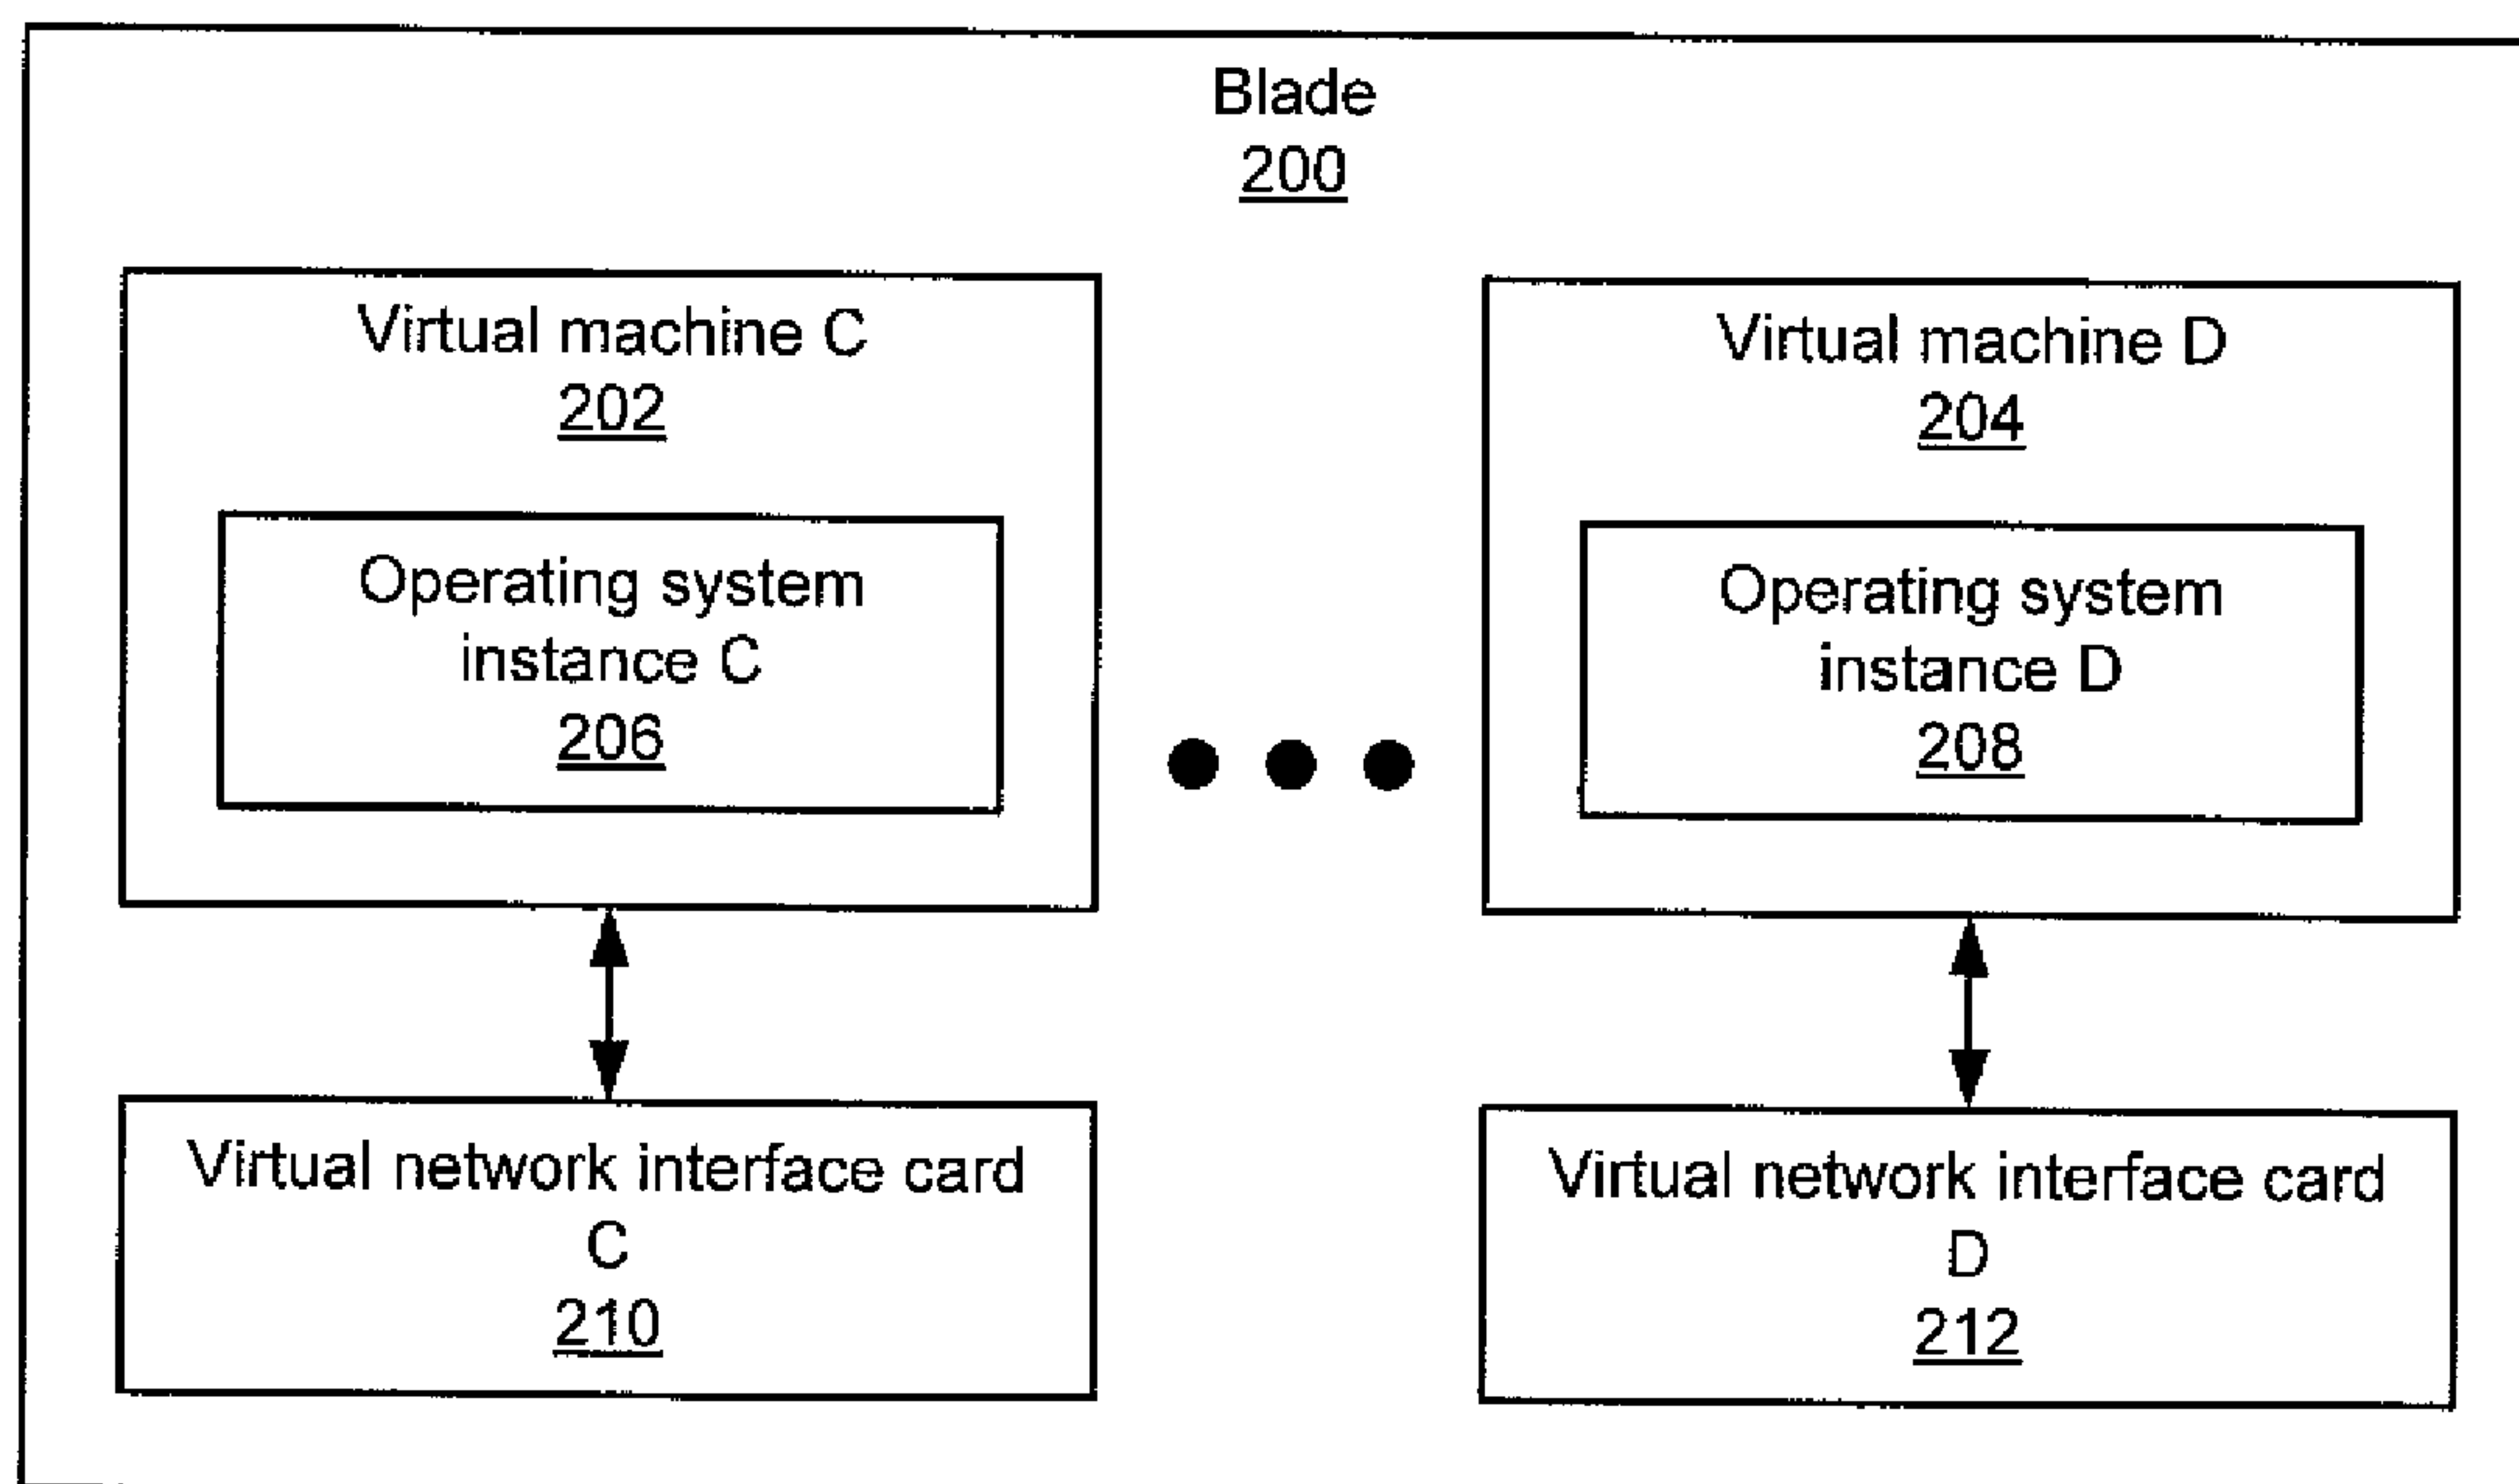 Blade
200
Virtual machine C
202
Operating system
instance C
206
Virtual machine D
204
Operating system
instance D
208
Virtual network interface card
C
210
Virtual network interface card
D
212